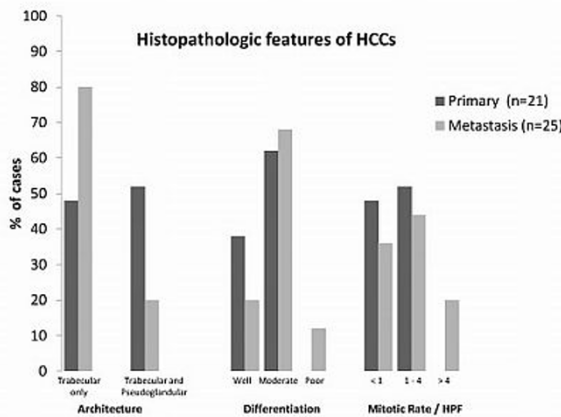 Histopathologic features of HCCs
Primary (n=21)
Metastasis (n=25)
% of cases
100
90
80
70
60
50
40
30
20
10
0
Trabecular only
Trabecular and
Pseudoglandular
Well
Moderate
Poor
< 1
1 - 4
> 4
Architecture
Differentiation
Mitotic Rate / HPF